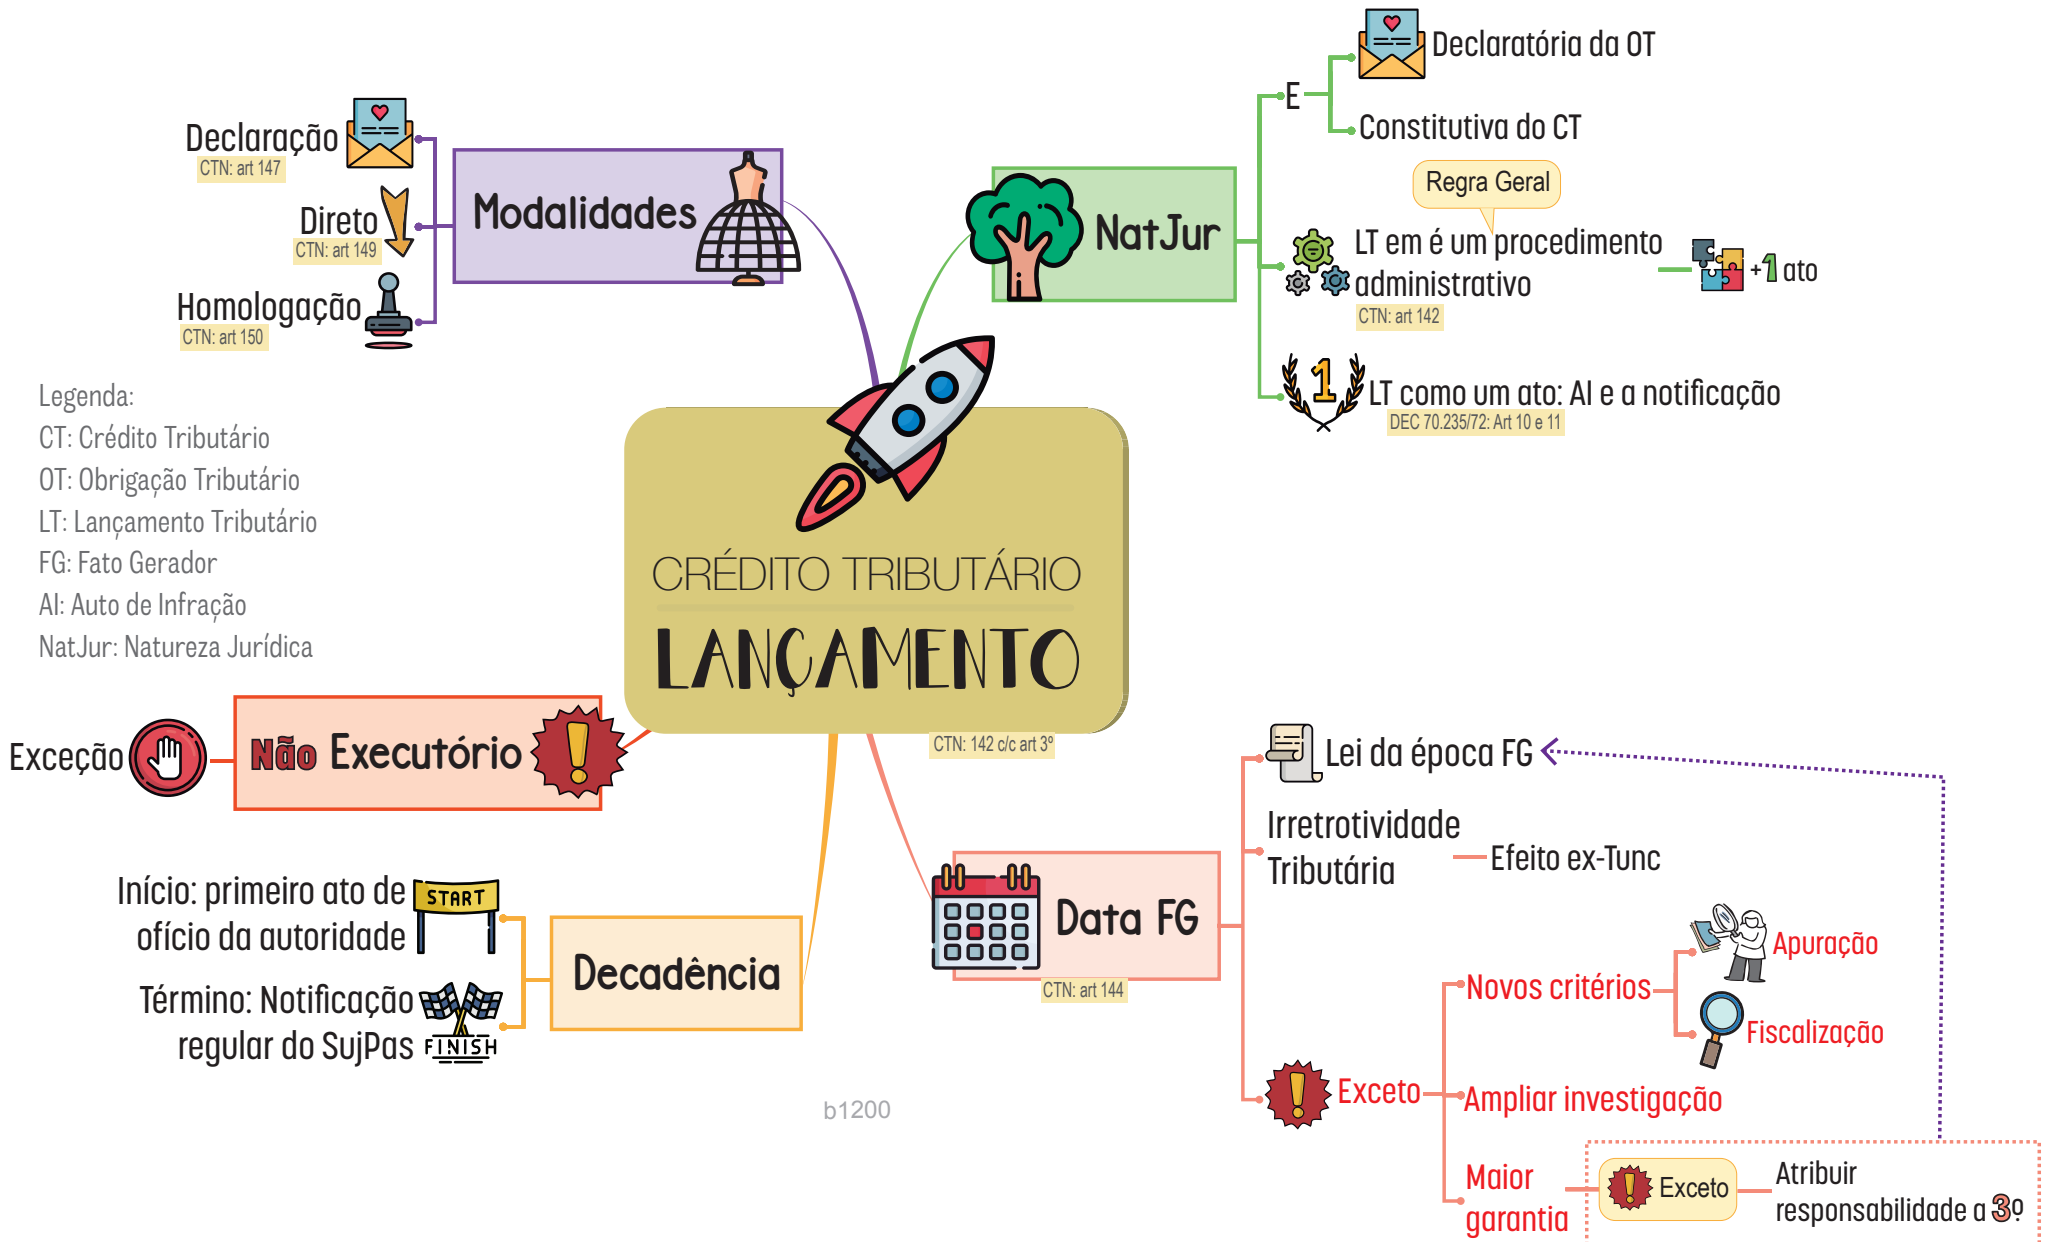 Declaração
CTN: art 147
Direto
CTN: art 149
Homologação
CTN: art 150
Modalidades
NatJur
E
Declaratória da OT
Constitutiva do CT
Regra Geral
LT em é um procedimento
administrativo
CTN: art 142
+1 ato
1
LT como um ato: AI e a notificação
DEC 70.235/72: Art 10 e 11
Legenda:
CT: Crédito Tributário
OT: Obrigação Tributário
LT: Lançamento Tributário
FG: Fato Gerador
AI: Auto de Infração
NatJur: Natureza Jurídica
CRÉDITO TRIBUTÁRIO
LANÇAMENTO
CTN: 142 c/c art 3º
Exceção
Não Executório
Início: primeiro ato de
ofício da autoridade
START
Término: Notificação
regular do SujPas
FINISH
Decadência
Data FG
CTN: art 144
Lei da época FG
Irretrotividade
Tributária
Efeito ex-Tunc
Exceto
Novos critérios
Apuração
Fiscalização
Ampliar investigação
Maior
garantia
Exceto
Atribuir
responsabilidade a 3º
b1200